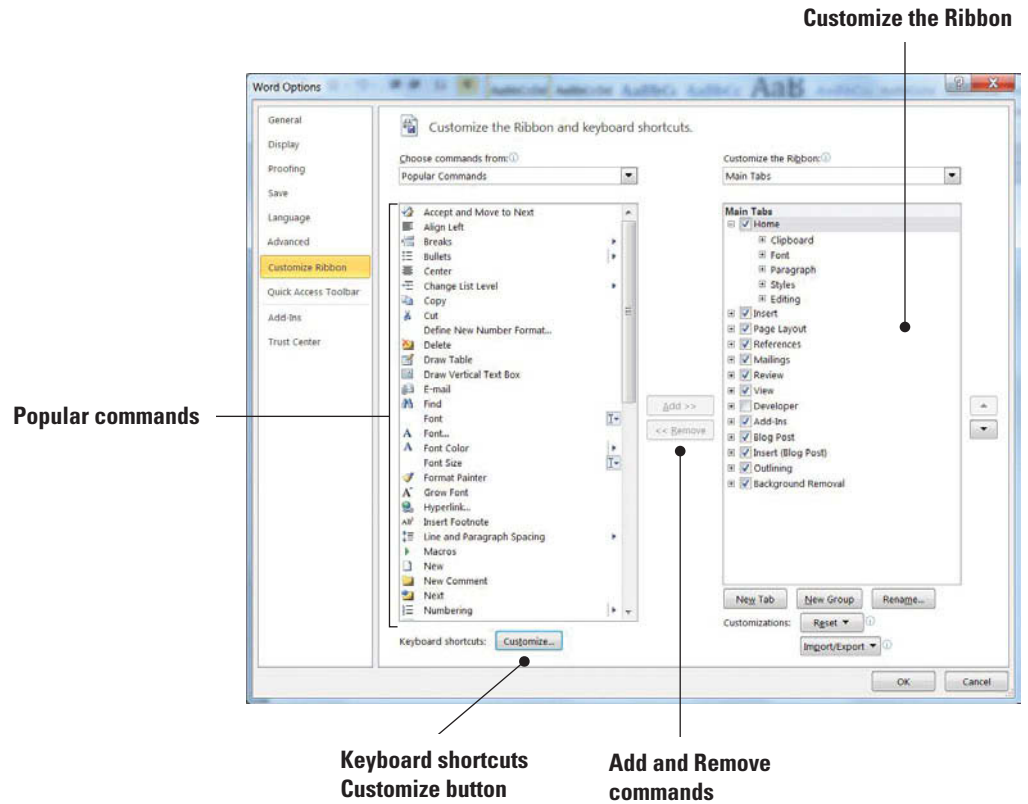 Customize the Ribbon
Word Options
General
Display
Proofing
Save
Language
Advanced
Customize Ribbon
Quick Access Toolbar
Add-Ins
Trust Center
Customize the Ribbon and keyboard shortcuts.
Choose commands from:
Popular Commands
Accept and Move to Next
Align Left
Breaks
Bullets
Center
Change List Level
Copy
Cut
Define New Number Format...
Delete
Draw Table
Draw Vertical Text Box
E-mail
Find
Font
Font...
Font Color
Font Size
Format Painter
Grow Font
Hyperlink...
Insert Footnote
Line and Paragraph Spacing
Macros
New
New Comment
Next
Numbering
Keyboard shortcuts: Customize...
Add >>
<< Remove
Customize the Ribbon:
Main Tabs
Main Tabs
Home
Clipboard
Font
Paragraph
Styles
Editing
Insert
Page Layout
References
Mailings
Review
View
Developer
Add-Ins
Blog Post
Insert (Blog Post)
Outlining
Background Removal
New Tab New Group Rename...
Customizations: Reset
Import/Export
OK Cancel
Popular commands
Keyboard shortcuts
Customize button
Add and Remove
commands